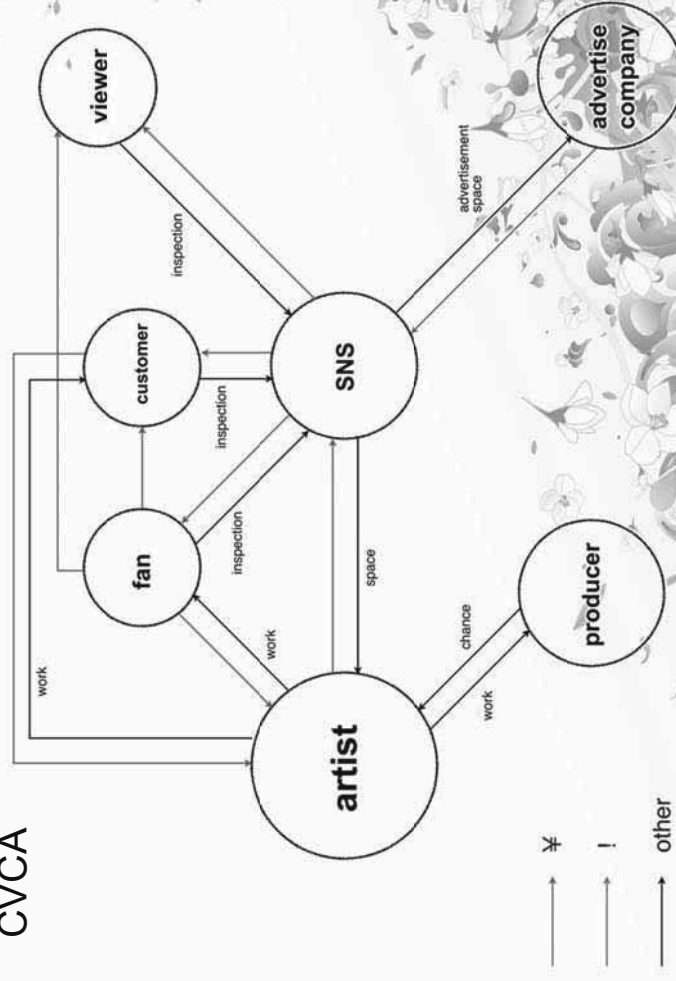 CVCA
work
viewer
customer
fan
inspection
inspection
inspection
work
artist
SNS
space
advertisement
space
chance
work
¥
producer
advertise
company
!
other